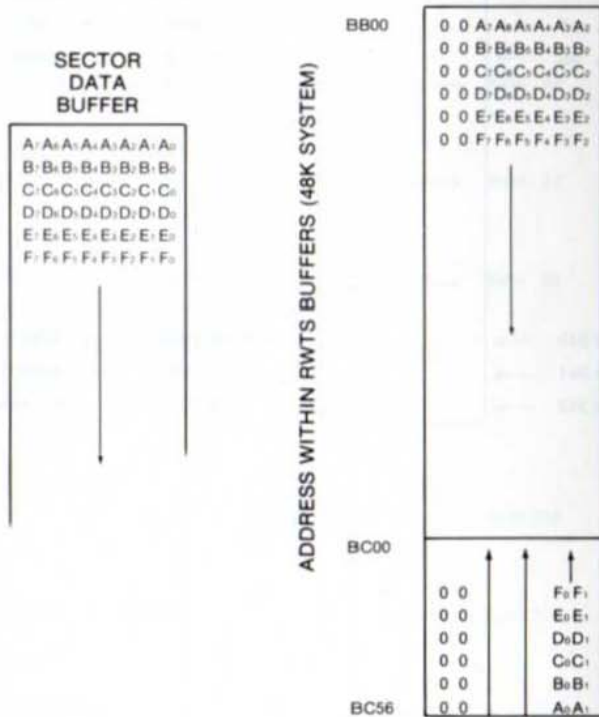 SECTOR
DATA
BUFFER
A7 A6 A5 A4 A3 A2 A1 A0
B7 B6 B5 B4 B3 B2 B1 B0
C7 C6 C5 C4 C3 C2 C1 C0
D7 D6 D5 D4 D3 D2 D1 D0
E7 E6 E5 E4 E3 E2 E1 E0
F7 F6 F5 F4 F3 F2 F1 F0
ADDRESS WITHIN RWTS BUFFERS (48K SYSTEM)
BB00
0 0 A7 A6 A5 A4 A3 A2
0 0 B7 B6 B5 B4 B3 B2
0 0 C7 C6 C5 C4 C3 C2
0 0 D7 D6 D5 D4 D3 D2
0 0 E7 E6 E5 E4 E3 E2
0 0 F7 F6 F5 F4 F3 F2
BC00
0 0 F0 F1
0 0 E0 E1
0 0 D0 D1
0 0 C0 C1
0 0 B0 B1
BC56 0 0 A0 A1